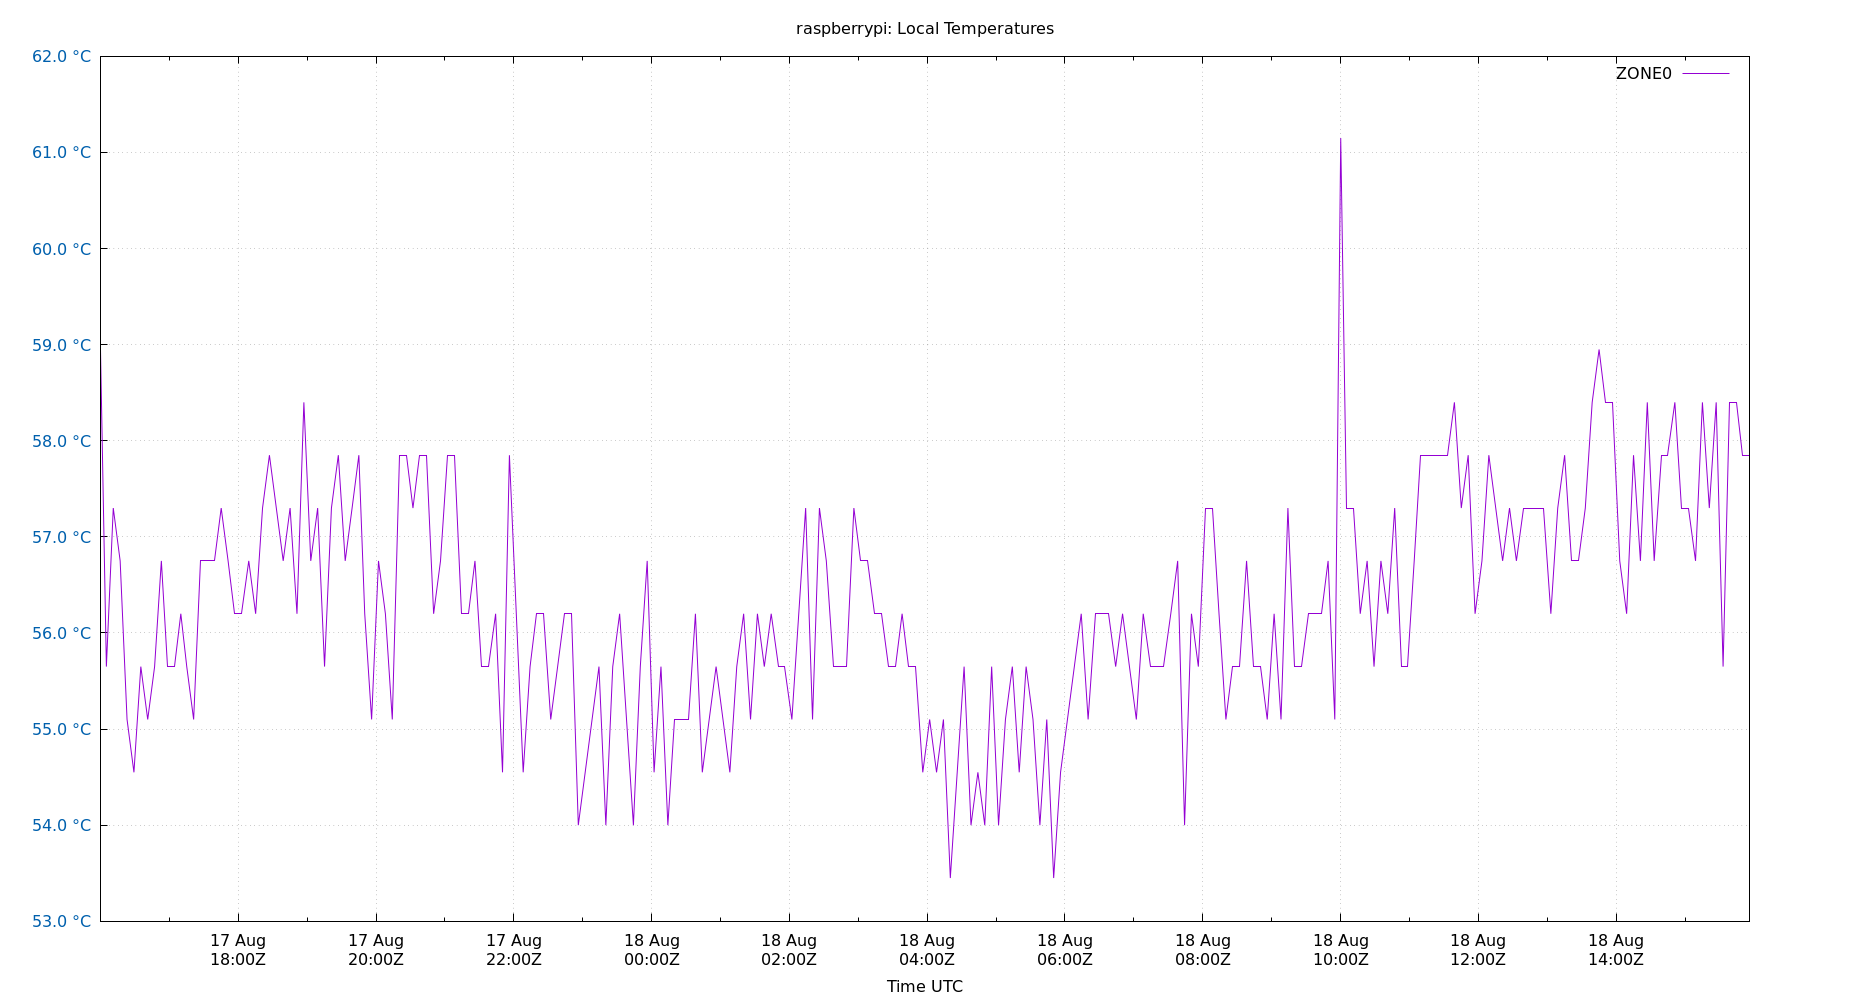 raspberrypi: Local Temperatures
62.0 °C
ZONE0
61.0 °C
60.0 °C
59.0 °C
58.0 °C
57.0 °C
56.0 °C
55.0 °C
54.0 °C
53.0 °C
17 Aug 17 Aug 17 Aug 18 Aug 18 Aug 18 Aug 18 Aug 18 Aug 18 Aug 18 Aug 18 Aug
18:00Z 20:00Z 22:00Z 00:00Z 02:00Z 04:00Z 06:00Z 08:00Z 10:00Z 12:00Z 14:00Z
Time UTC